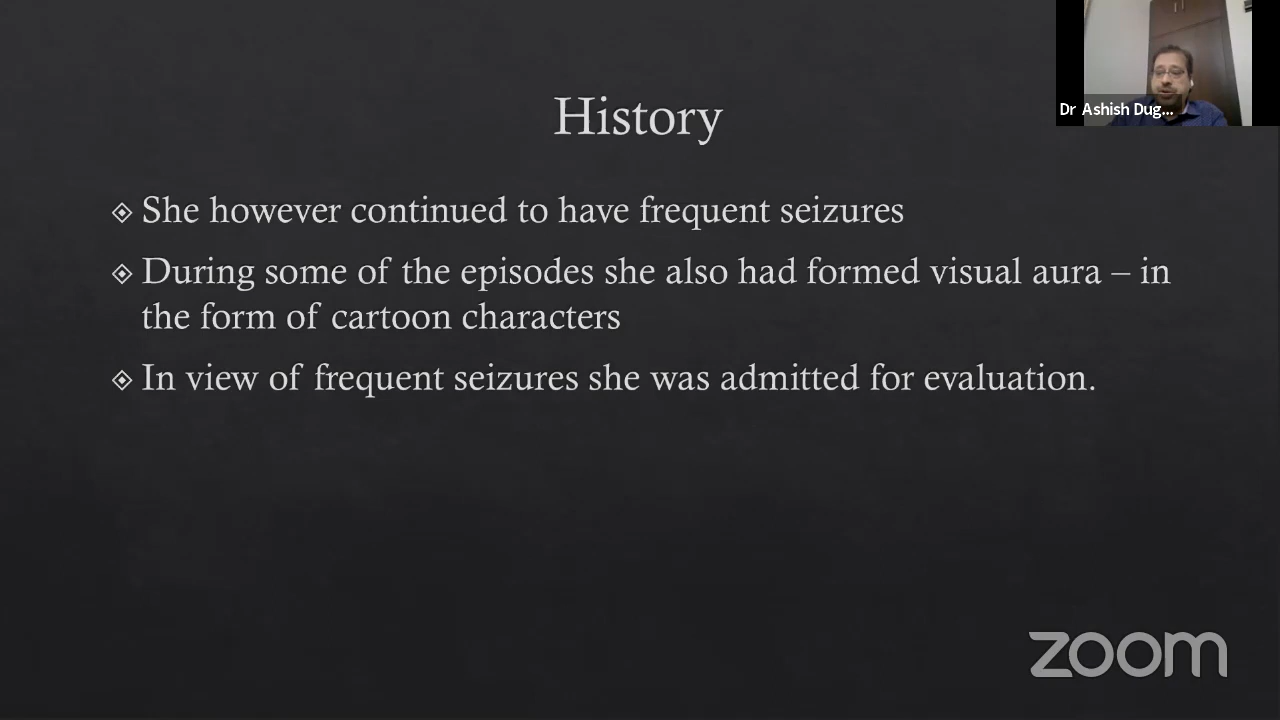 Dr Ashish Dug...
History
She however continued to have frequent seizures
During some of the episodes she also had formed visual aura – in
the form of cartoon characters
In view of frequent seizures she was admitted for evaluation.
zoom